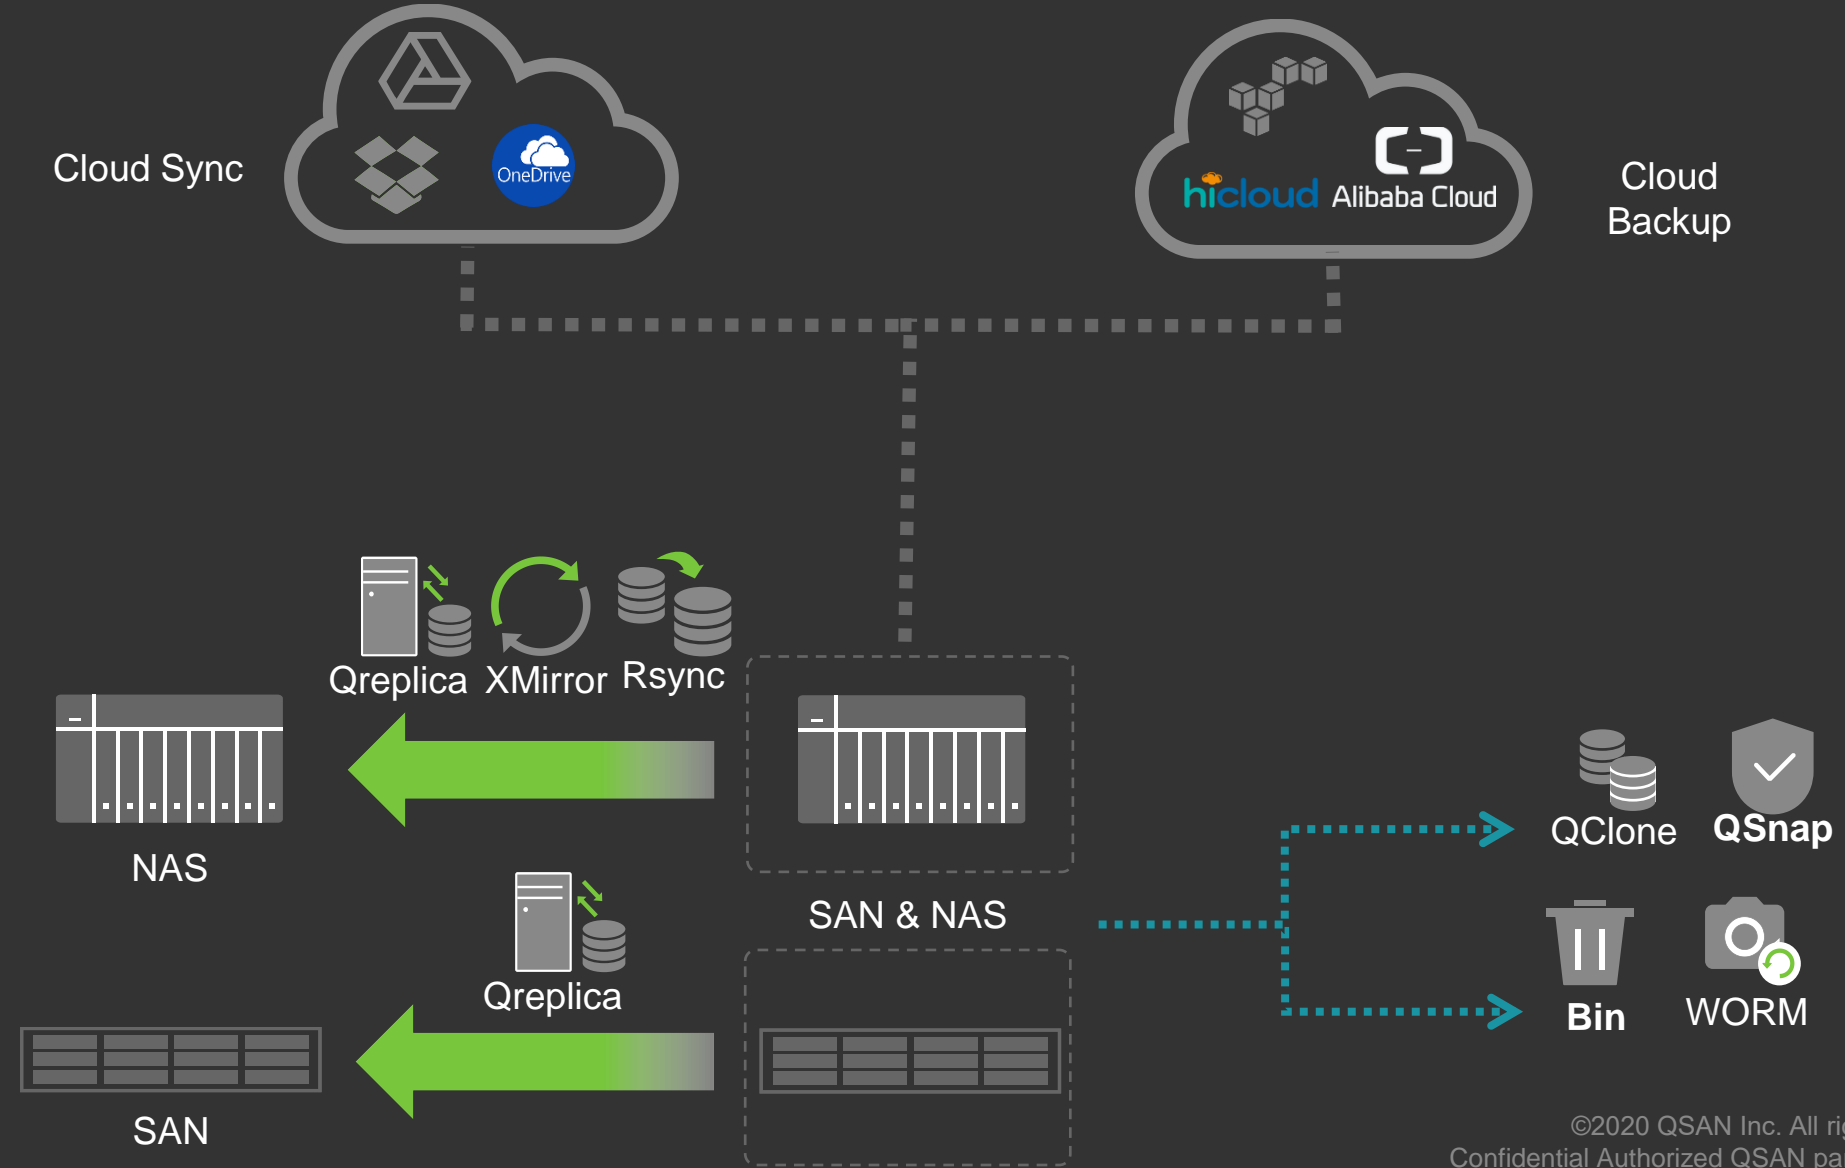 Cloud Sync
OneDrive
hicloud
Alibaba Cloud
Cloud
Backup
Qreplica
XMirror
Rsync
NAS
SAN & NAS
QClone
QSnap
Qreplica
Bin
WORM
SAN
©2020 QSAN Inc. All
Confidential Authorized QSAN